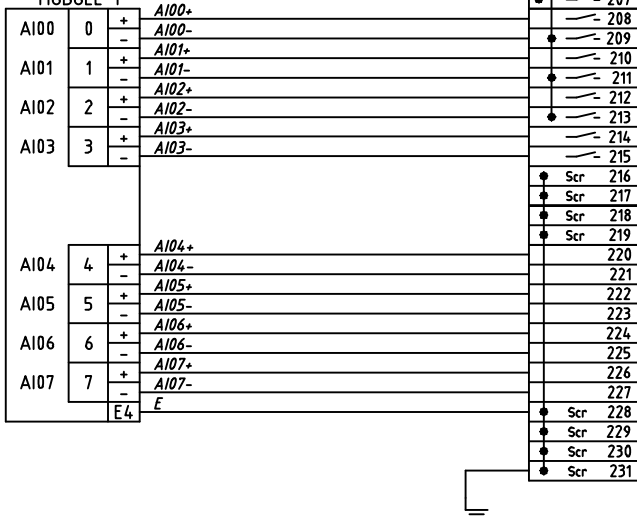 MODULE 1
207
AI00+
AI00 0 + 208
AI00-
- 209
AI01+
AI01 1 + 210
AI01-
- 211
AI02+
AI02 2 + 212
AI02-
- 213
AI03+
AI03 3 + 214
AI03-
- 215
Scr 216
Scr 217
Scr 218
Scr 219
AI04+
AI04 4 + 220
AI04-
- 221
AI05+
AI05 5 + 222
AI05-
- 223
AI06+
AI06 6 + 224
AI06-
- 225
AI07+
AI07 7 + 226
AI07-
- 227
E
E4 Scr 228
Scr 229
Scr 230
Scr 231